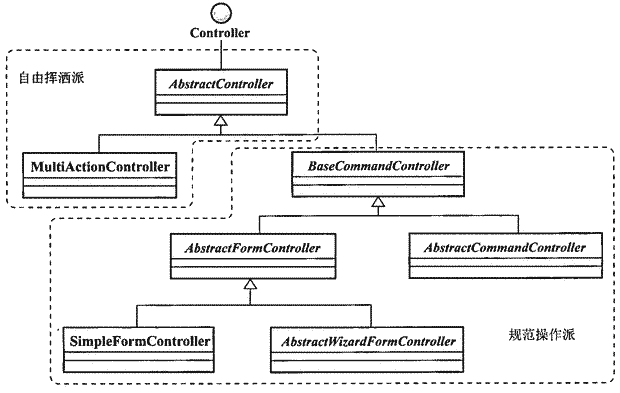 Controller
自由挥洒派
AbstractController
MultiActionController
BaseCommandController
AbstractFormController
AbstractCommandController
SimpleFormController
AbstractWizardFormController
规范操作派